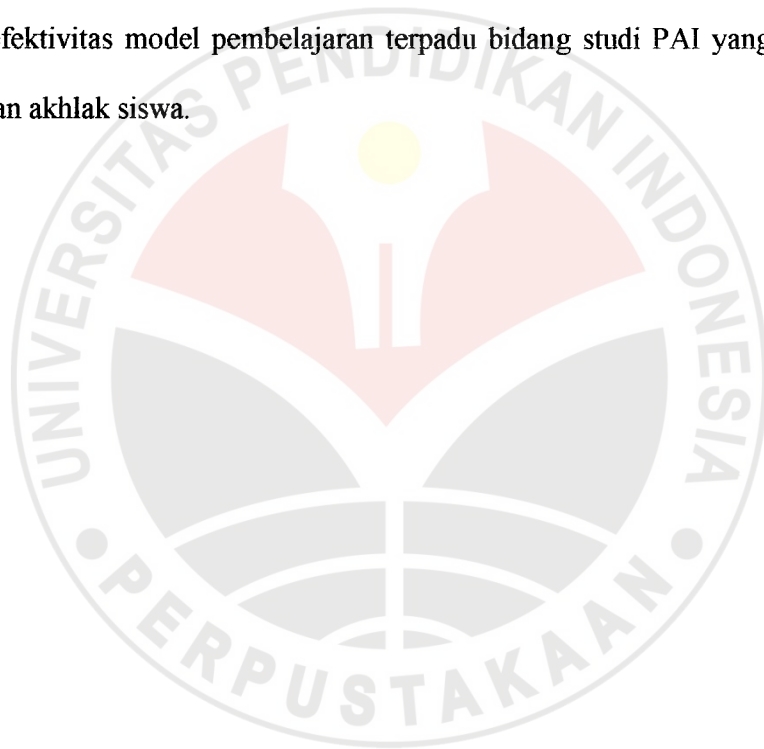 fektivitas model pembelajaran terpadu bidang studi PAI yang
an akhlak siswa.
UNIVERSITAS PENDIDIKAN INDONESIA
PERPUSTAKAAN